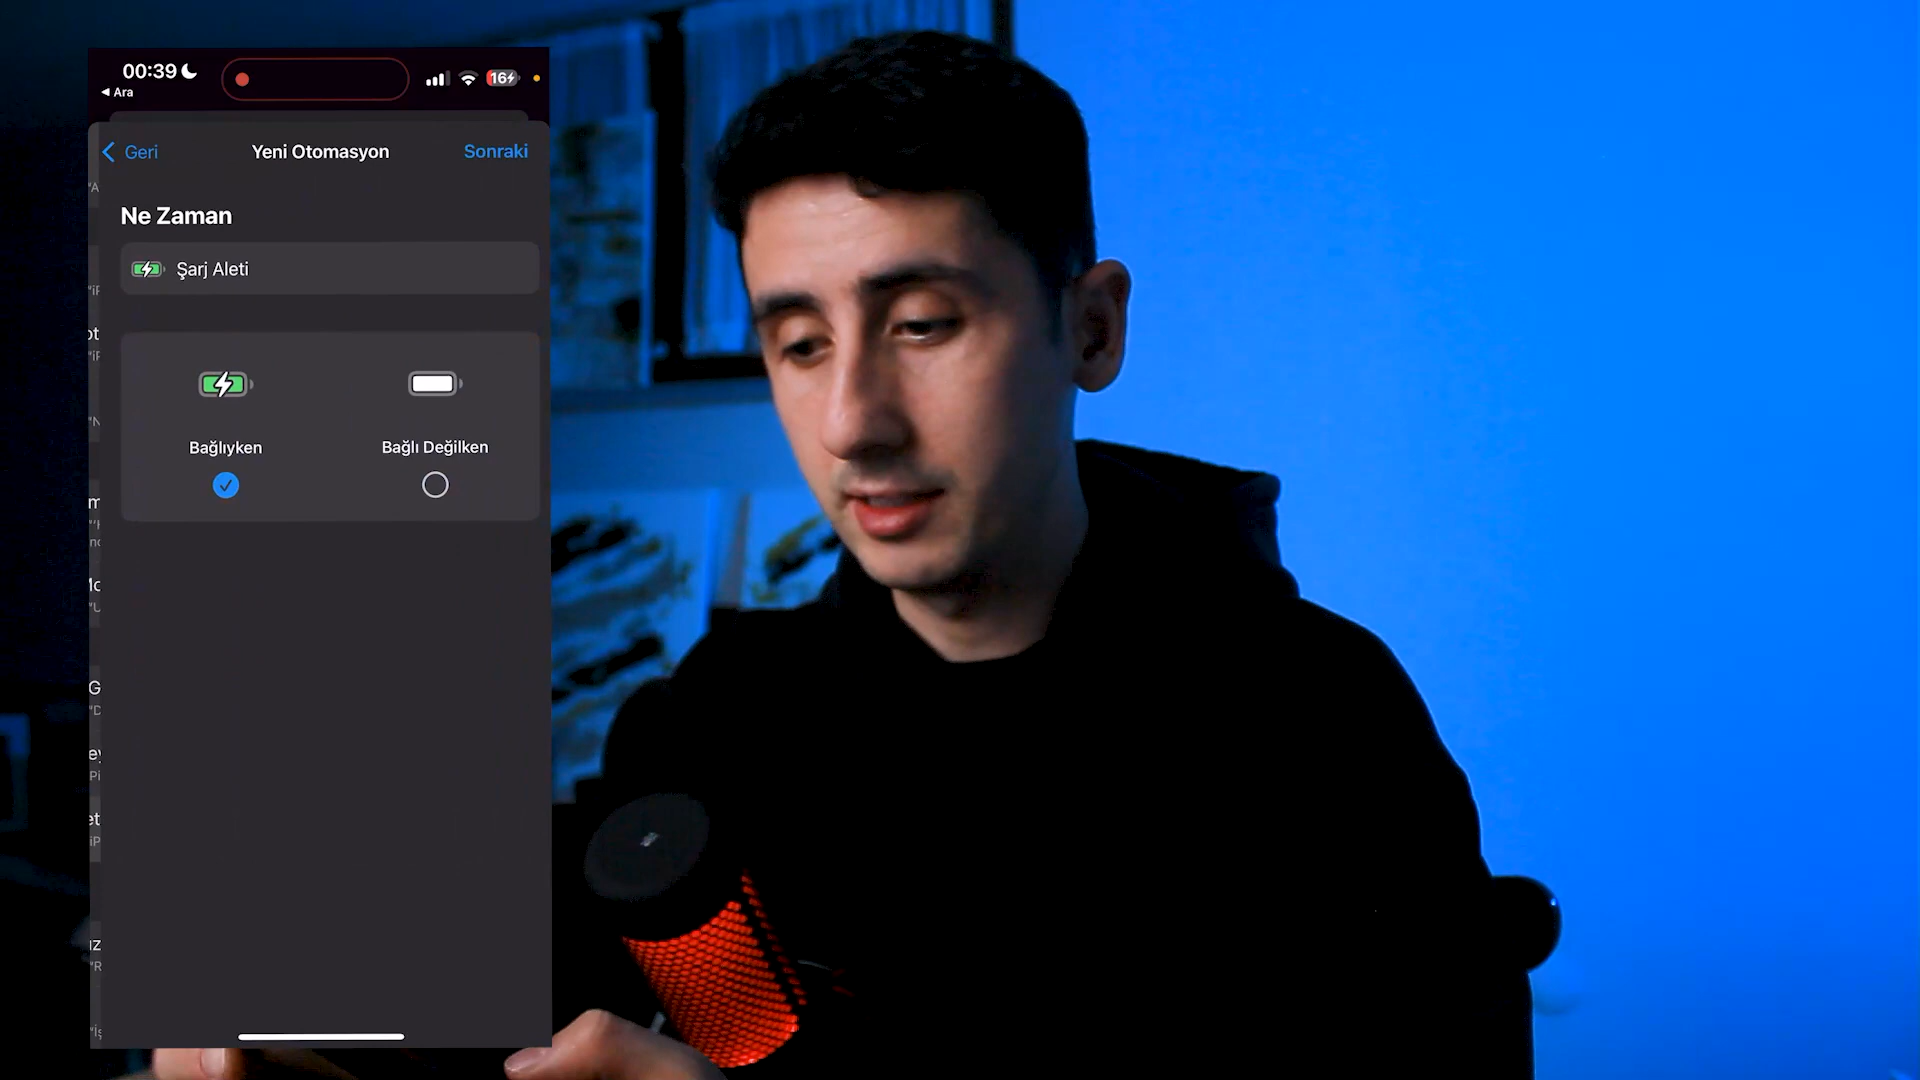 00:39
16
Ara
Geri
Yeni Otomasyon
Sonraki
Ne Zaman
Şarj Aleti
Bağlıyken
Bağlı Değilken